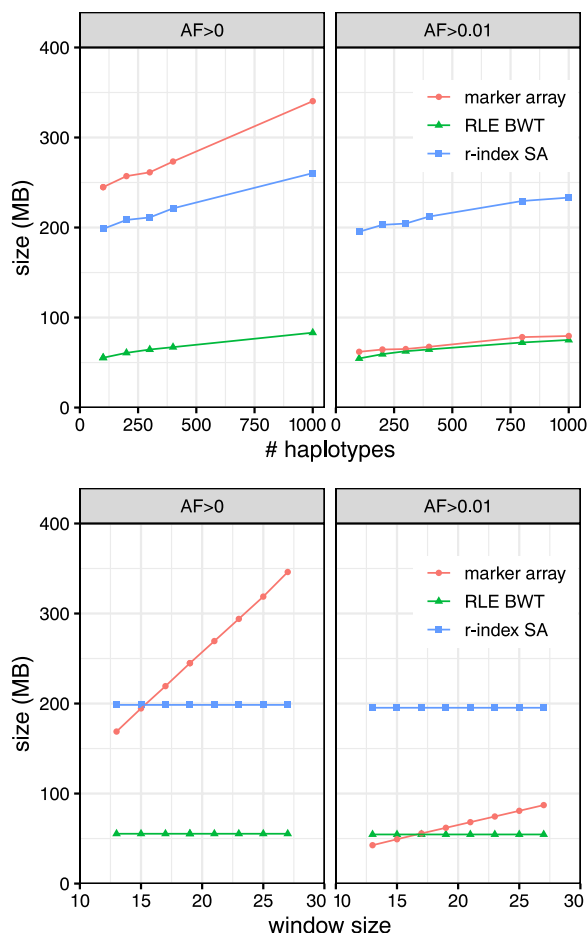 AF>0
AF>0.01
400
300
200
100
0
size (MB)
marker array
RLE BWT
r-index SA
0
250
500
750
1000
0
250
500
750
1000
# haplotypes
AF>0
AF>0.01
400
300
200
100
0
size (MB)
marker array
RLE BWT
r-index SA
10
15
20
25
30
10
15
20
25
30
window size